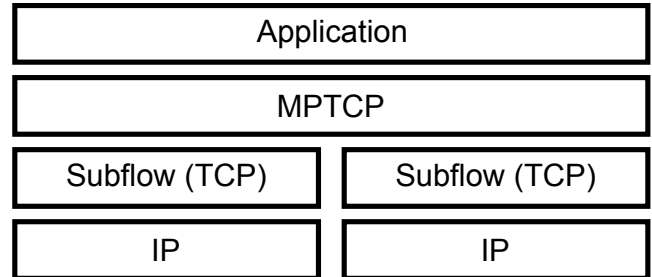 Application
MPTCP
Subflow (TCP) Subflow (TCP)
IP IP